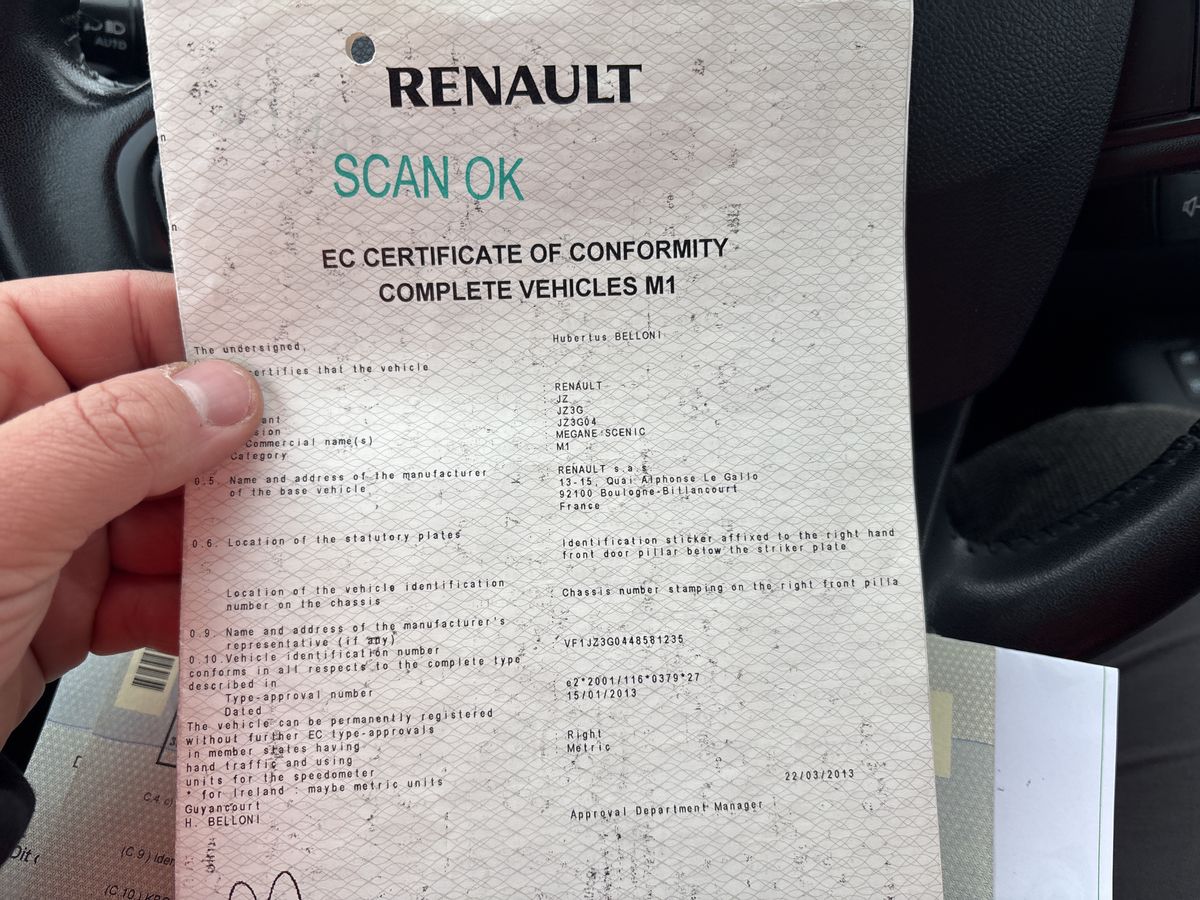 AUTO
RENAULT
SCAN OK
EC CERTIFICATE OF CONFORMITY
COMPLETE VEHICLES M1
The undersigned, Hubertus BELLONI
certifies that the vehicle
RENAULT
JZ
JZ3G
JZ3G04
Commercial name(s) MEGANE SCENIC
Category : M1
0.5. Name and address of the manufacturer : RENAULT s.a.s
of the base vehicle 13-15, Quai Alphonse Le Gallo
92100 Boulogne-Billancourt
France
0.6. Location of the statutory plates : Identification sticker affixed to the right hand
front door pillar below the striker plate
Location of the vehicle identification : Chassis number stamping on the right front pilla
number on the chassis
0.9. Name and address of the manufacturer's
representative (if any)
0.10. Vehicle identification number : VF1JZ3G0448581235
conforms in all respects to the complete type
described in
Type-approval number : e2*2001/116*0379*27
Dated : 15/01/2013
The vehicle can be permanently registered
without further EC type-approvals
in member states having
hand traffic and using : Right
units for the speedometer : Metric
* for Ireland : maybe metric units
Guyancourt 22/03/2013
H. BELLONI Approval Department Manager
C.4.c)
(C.9)
(C.10)